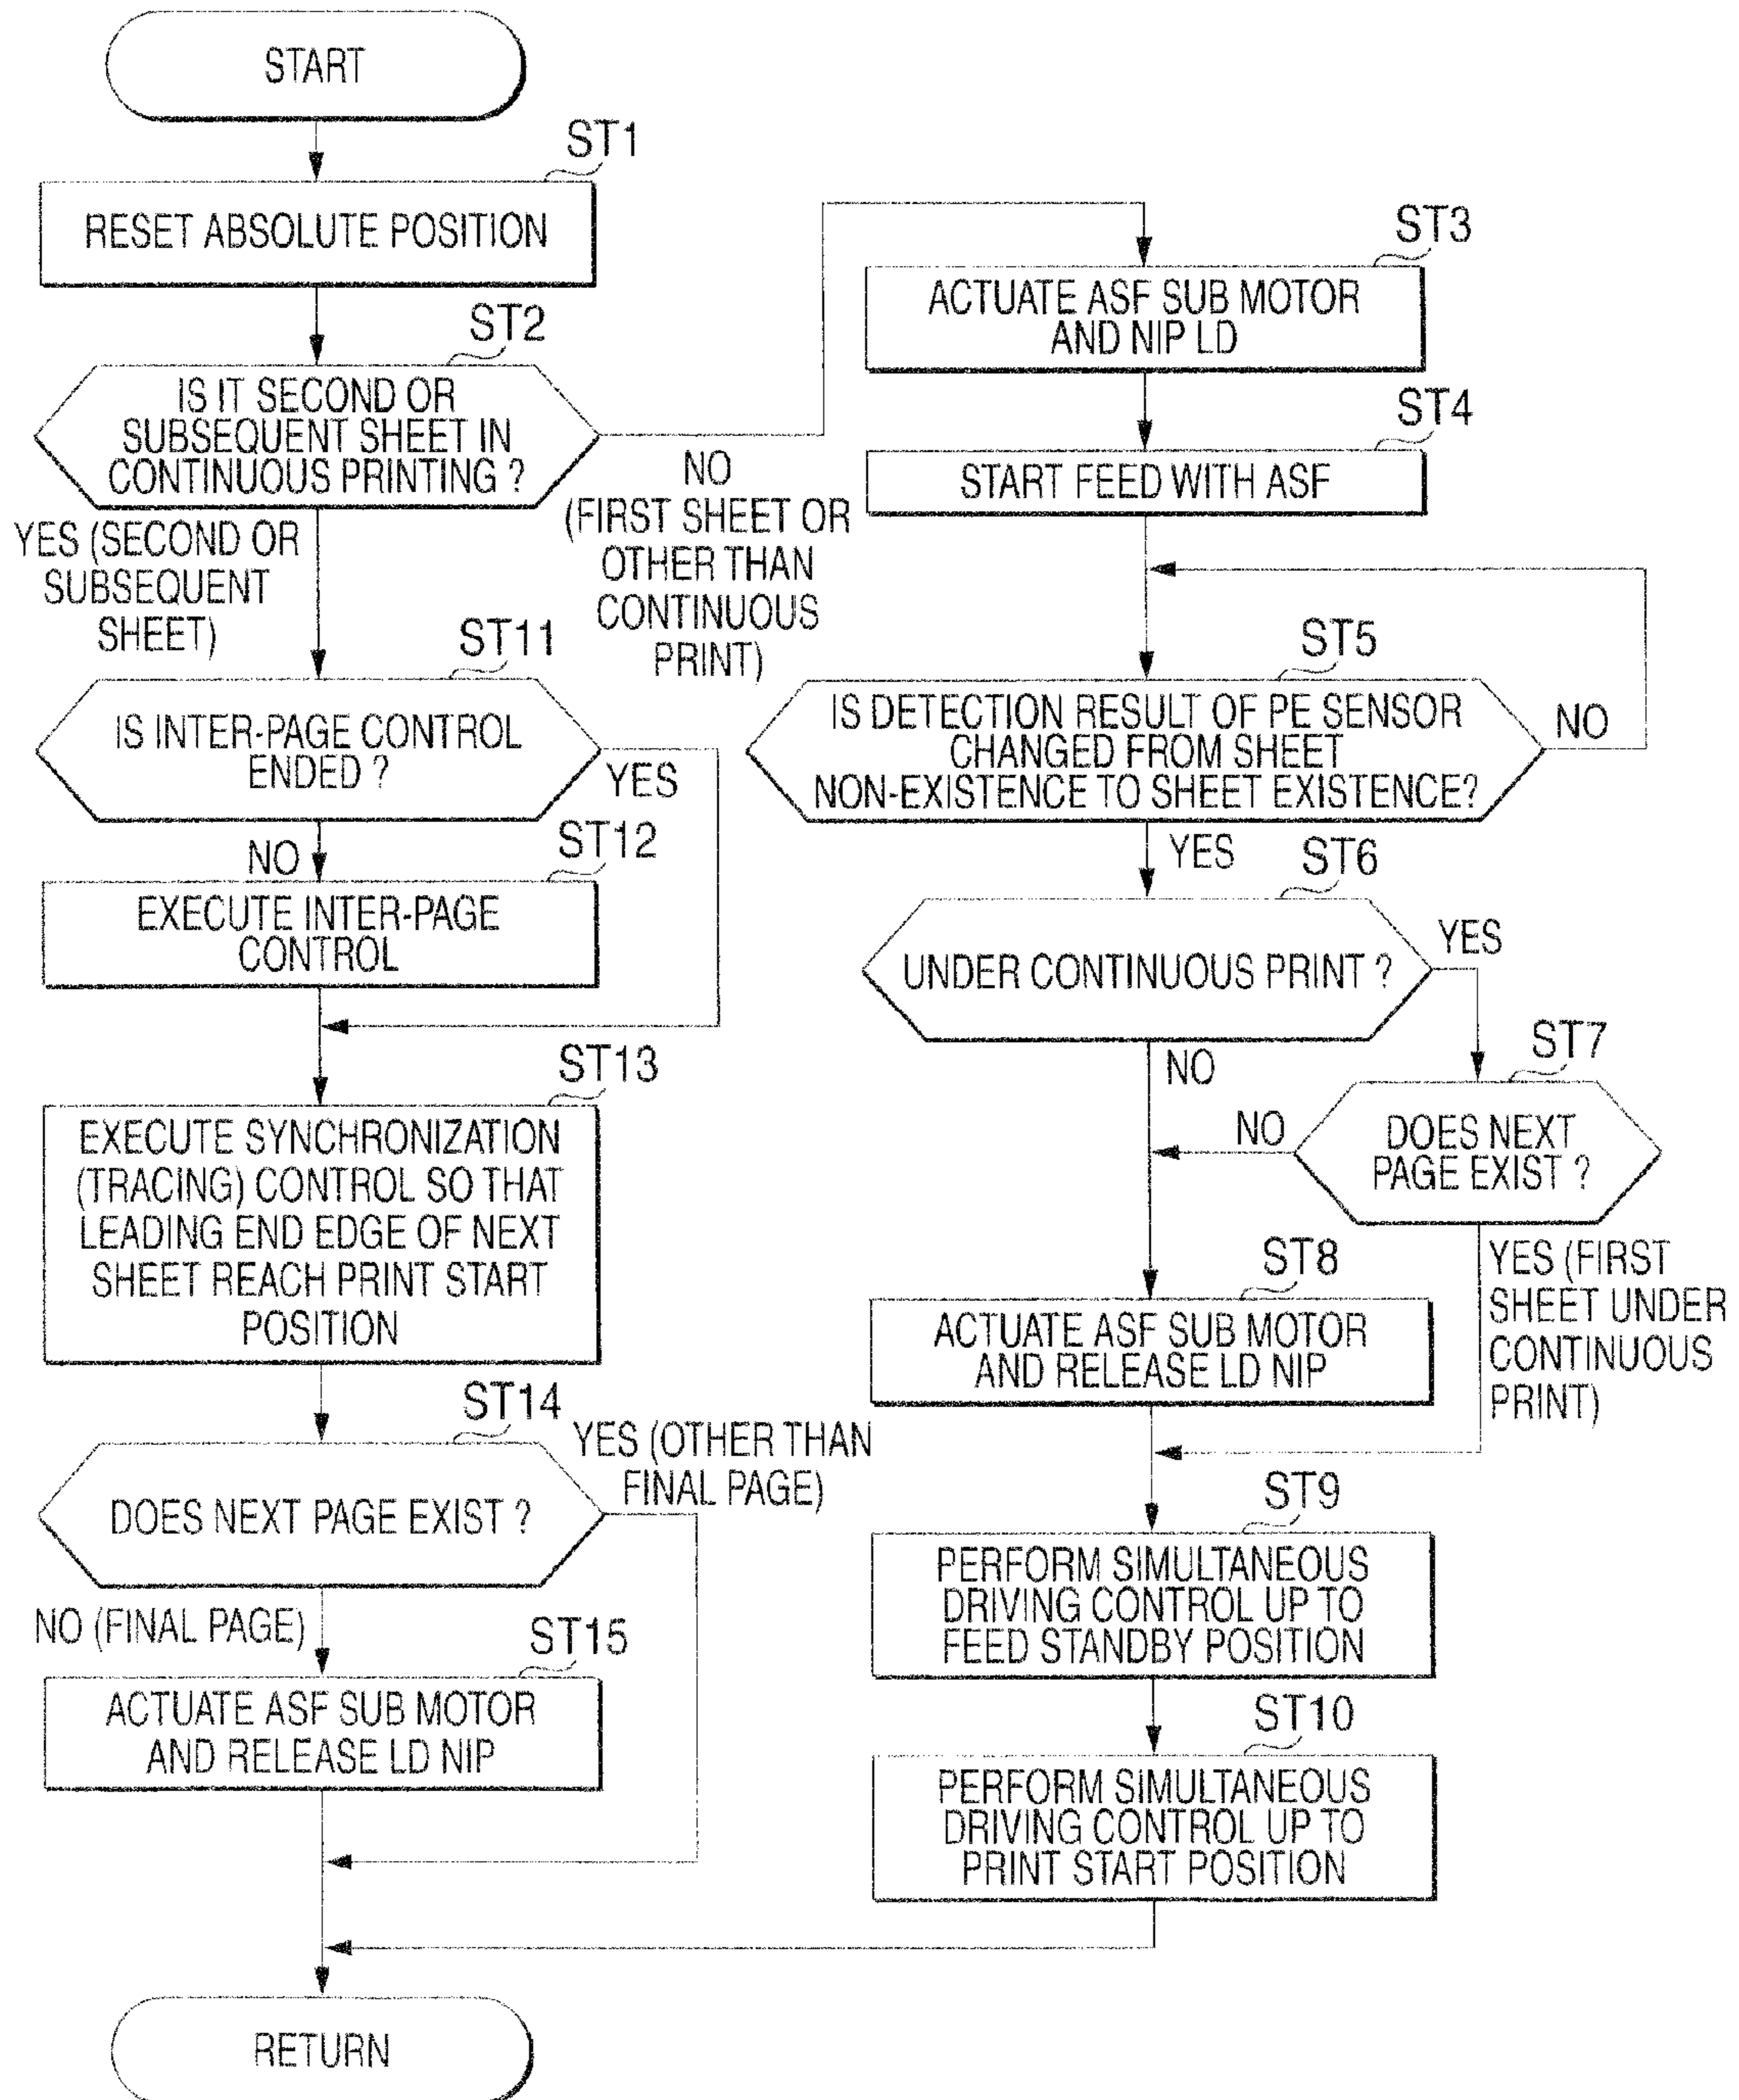 START
ST1
RESET ABSOLUTE POSITION
ST2
IS IT SECOND OR
SUBSEQUENT SHEET IN
CONTINUOUS PRINTING ?
YES (SECOND OR
SUBSEQUENT
SHEET)
NO
(FIRST SHEET OR
OTHER THAN
CONTINUOUS
PRINT)
ST11
IS INTER-PAGE CONTROL
ENDED ?
YES
NO
ST12
EXECUTE INTER-PAGE
CONTROL
ST13
EXECUTE SYNCHRONIZATION
(TRACING) CONTROL SO THAT
LEADING END EDGE OF NEXT
SHEET REACH PRINT START
POSITION
ST14
DOES NEXT PAGE EXIST ?
YES (OTHER THAN
FINAL PAGE)
NO (FINAL PAGE)
ST15
ACTUATE ASF SUB MOTOR
AND RELEASE LD NIP
RETURN
ST3
ACTUATE ASF SUB MOTOR
AND NIP LD
ST4
START FEED WITH ASF
ST5
IS DETECTION RESULT OF PE SENSOR
CHANGED FROM SHEET
NON-EXISTENCE TO SHEET EXISTENCE?
NO
YES
ST6
UNDER CONTINUOUS PRINT ?
YES
NO
ST7
DOES NEXT
PAGE EXIST ?
NO
YES (FIRST
SHEET UNDER
CONTINUOUS
PRINT)
ST8
ACTUATE ASF SUB MOTOR
AND RELEASE LD NIP
ST9
PERFORM SIMULTANEOUS
DRIVING CONTROL UP TO
FEED STANDBY POSITION
ST10
PERFORM SIMULTANEOUS
DRIVING CONTROL UP TO
PRINT START POSITION